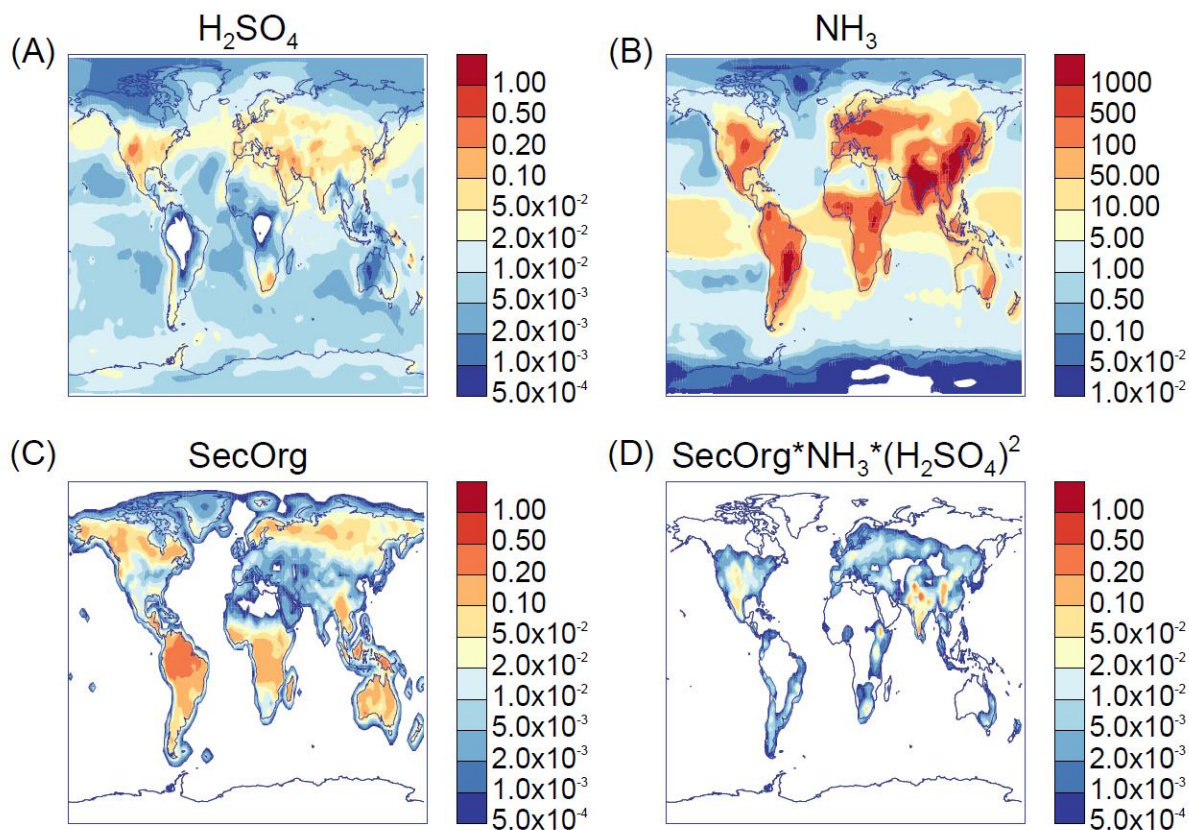 (A) H₂SO₄
1.00
0.50
0.20
0.10
5.0x10⁻²
2.0x10⁻²
1.0x10⁻²
5.0x10⁻³
2.0x10⁻³
1.0x10⁻³
5.0x10⁻⁴
(B) NH₃
1000
500
100
50.00
10.00
5.00
1.00
0.50
0.10
5.0x10⁻²
1.0x10⁻²
(C) SecOrg
1.00
0.50
0.20
0.10
5.0x10⁻²
2.0x10⁻²
1.0x10⁻²
5.0x10⁻³
2.0x10⁻³
1.0x10⁻³
5.0x10⁻⁴
(D) SecOrg*NH₃*(H₂SO₄)²
1.00
0.50
0.20
0.10
5.0x10⁻²
2.0x10⁻²
1.0x10⁻²
5.0x10⁻³
2.0x10⁻³
1.0x10⁻³
5.0x10⁻⁴